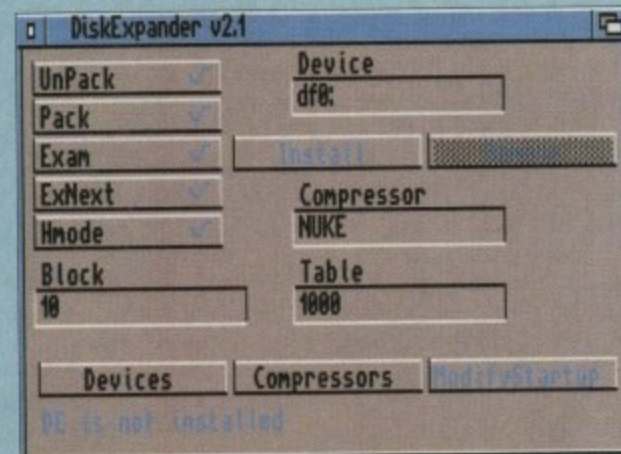 DiskExpander v2.1
UnPack
Pack
Exam
ExNext
Hmode
Device
df0:
Install
Compressor
NUKE
Block
10
Table
1000
Devices
Compressors
ModifyStartup
DE is not installed